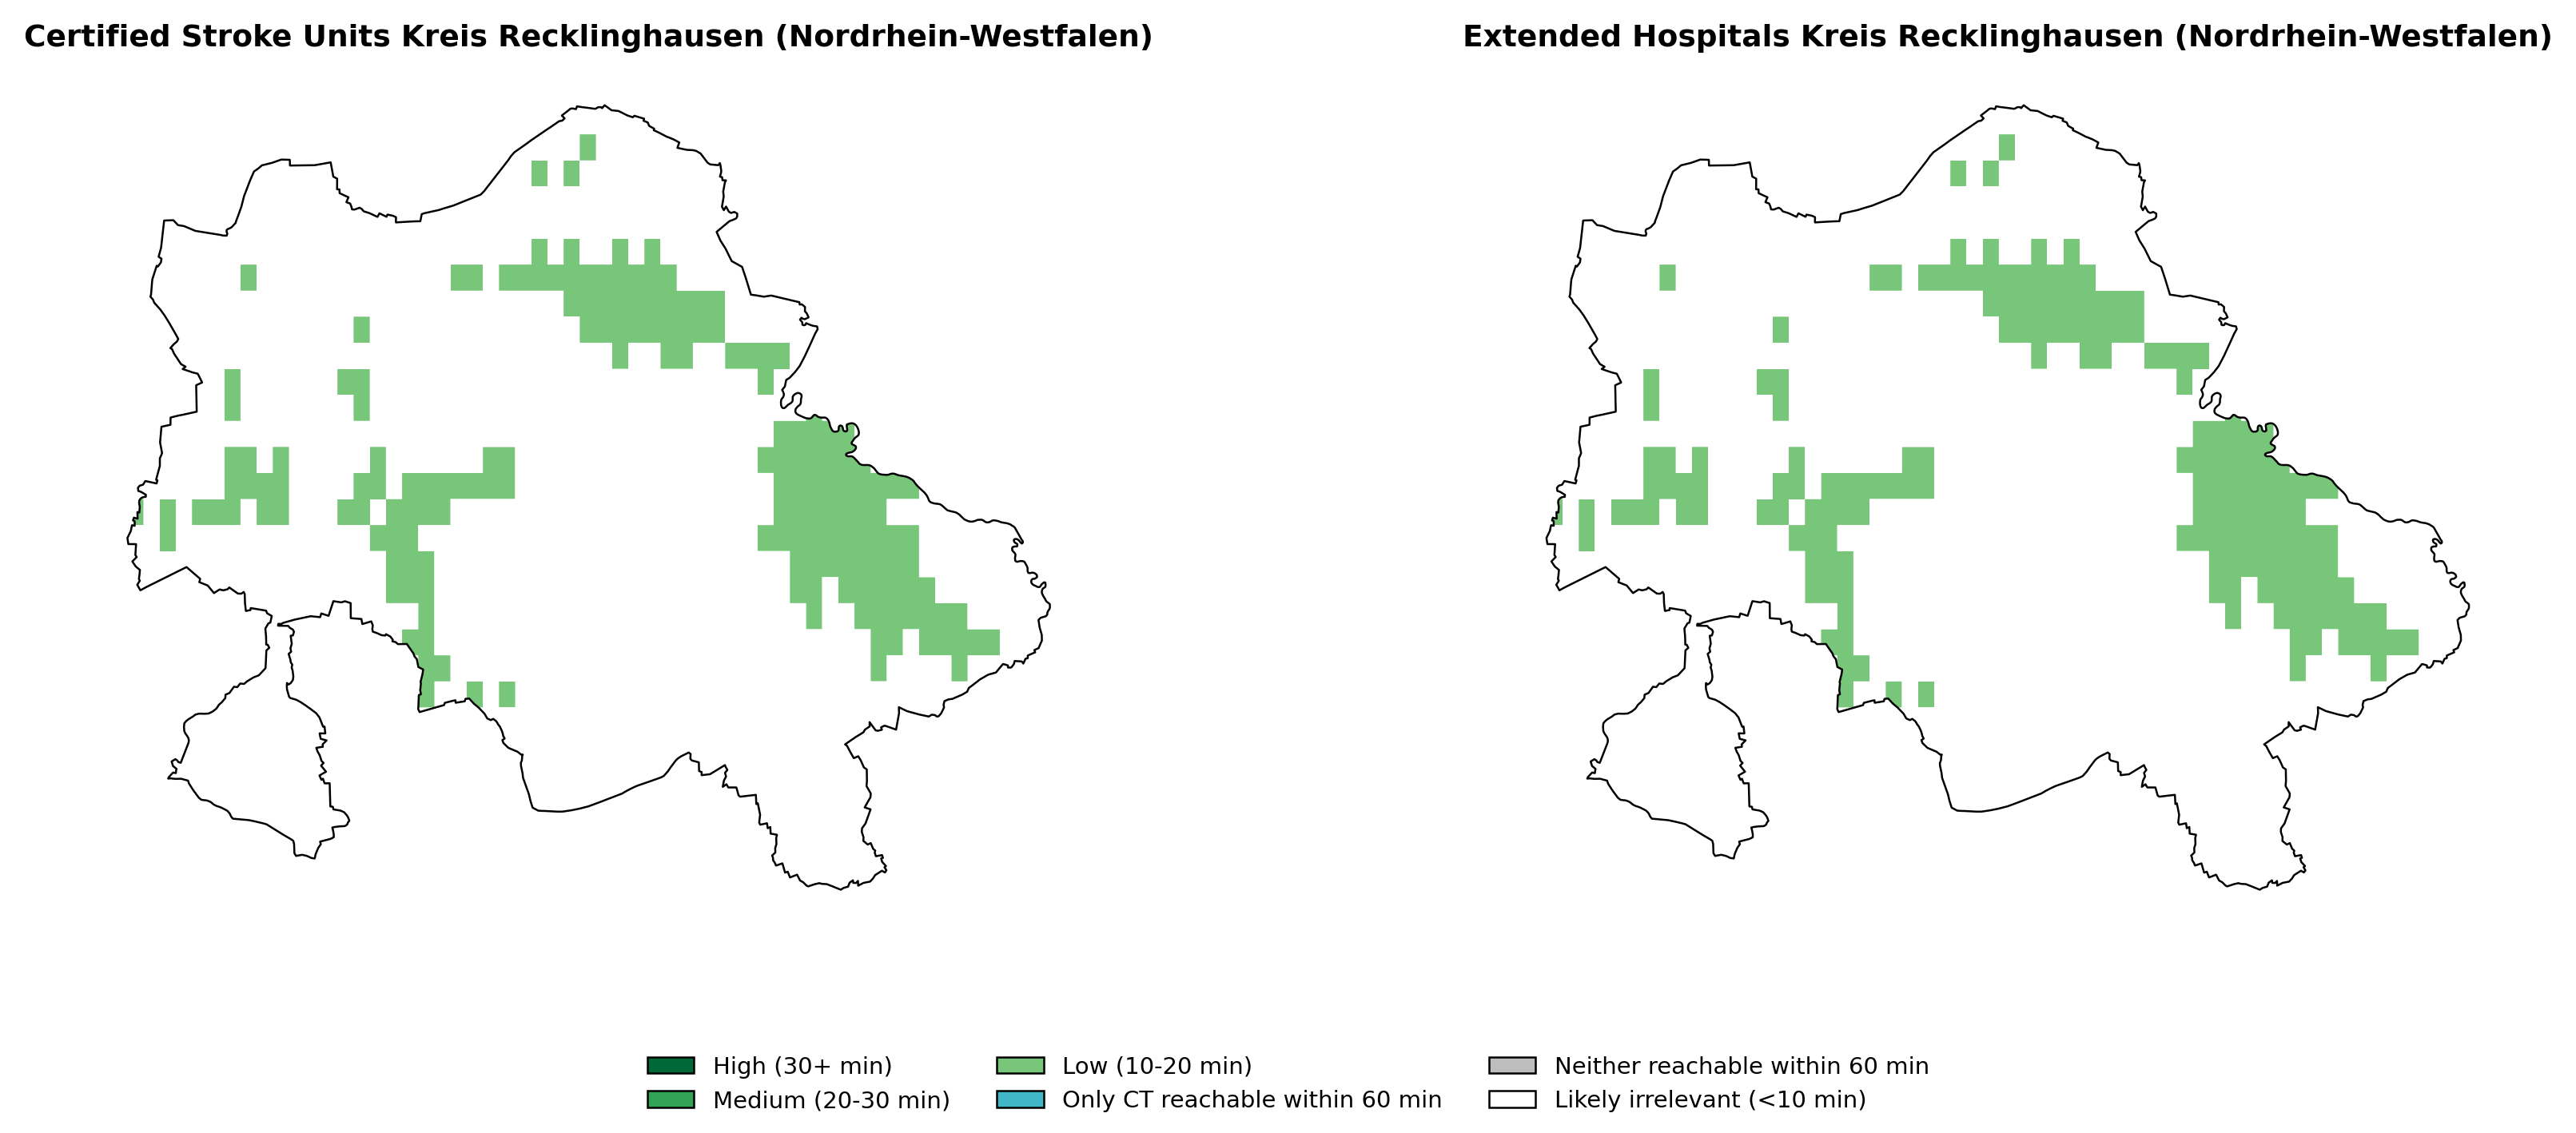 Certified Stroke Units Kreis Recklinghausen (Nordrhein-Westfalen)
Extended Hospitals Kreis Recklinghausen (Nordrhein-Westfalen)
High (30+ min)
Medium (20-30 min)
Low (10-20 min)
Only CT reachable within 60 min
Neither reachable within 60 min
Likely irrelevant (<10 min)